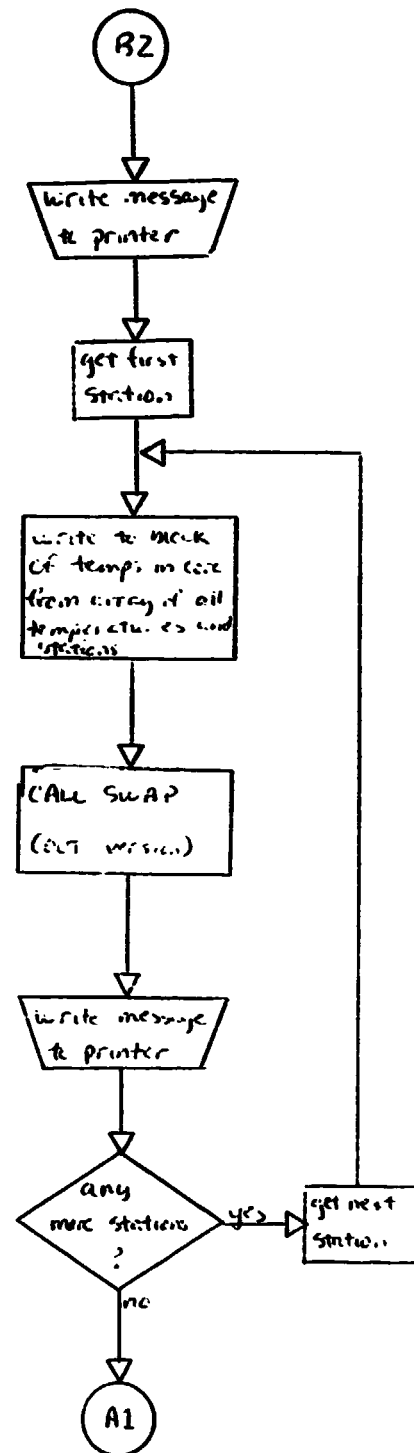 B2
write message
to printer
get first
station
write to block
of temps in core
from array of all
temperatures and
stations
CALL SWAP
(OUT version)
write message
to printer
any
more stations
?
yes
get next
station
no
A1